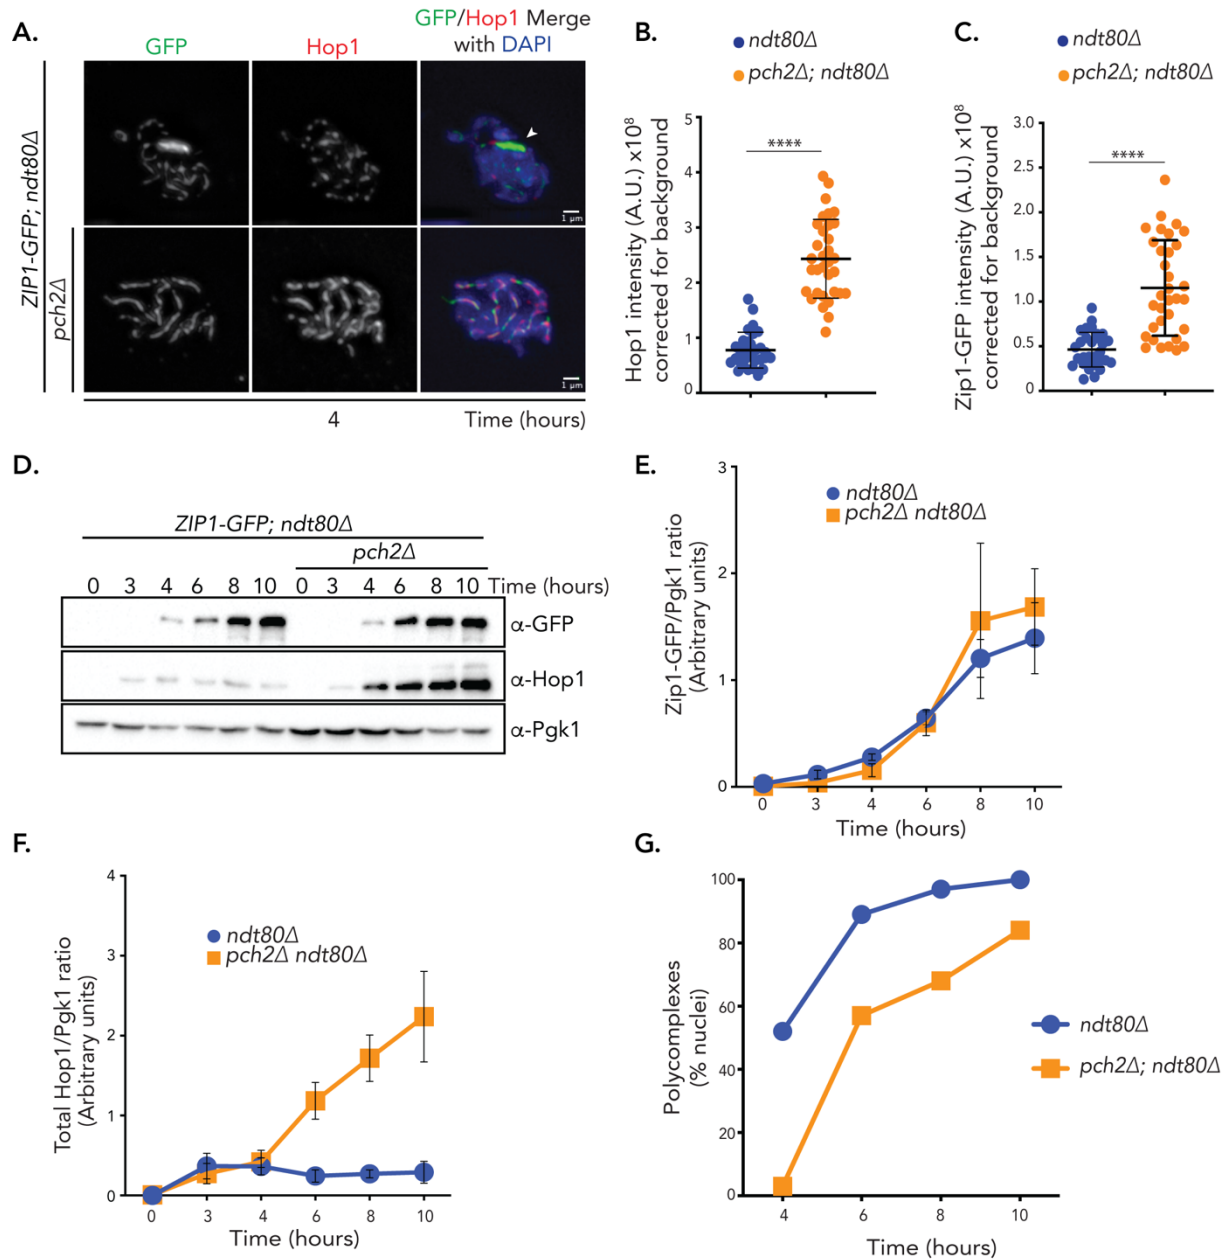 A.
GFP
Hop1
GFP/Hop1 Merge
with DAPI
ZIP1-GFP; ndt80Δ
pch2Δ
1 µm
1 µm
4
Time (hours)
B.
ndt80Δ
pch2Δ; ndt80Δ
Hop1 intensity (A.U.) x10⁸
corrected for background
5
4
3
2
1
0
****
C.
ndt80Δ
pch2Δ; ndt80Δ
Zip1-GFP intensity (A.U.) x10⁸
corrected for background
3.0
2.5
2.0
1.5
1.0
0.5
0
****
D.
ZIP1-GFP; ndt80Δ
pch2Δ
0 3 4 6 8 10 0 3 4 6 8 10 Time (hours)
α-GFP
α-Hop1
α-Pgk1
E.
Zip1-GFP/Pgk1 ratio
(Arbitrary units)
3
2
1
0
ndt80Δ
pch2Δ ndt80Δ
0 3 4 6 8 10
Time (hours)
F.
Total Hop1/Pgk1 ratio
(Arbitrary units)
4
3
2
1
0
ndt80Δ
pch2Δ ndt80Δ
0 3 4 6 8 10
Time (hours)
G.
Polycomplexes
(% nuclei)
100
80
60
40
20
0
ndt80Δ
pch2Δ; ndt80Δ
4 6 8 10
Time (hours)